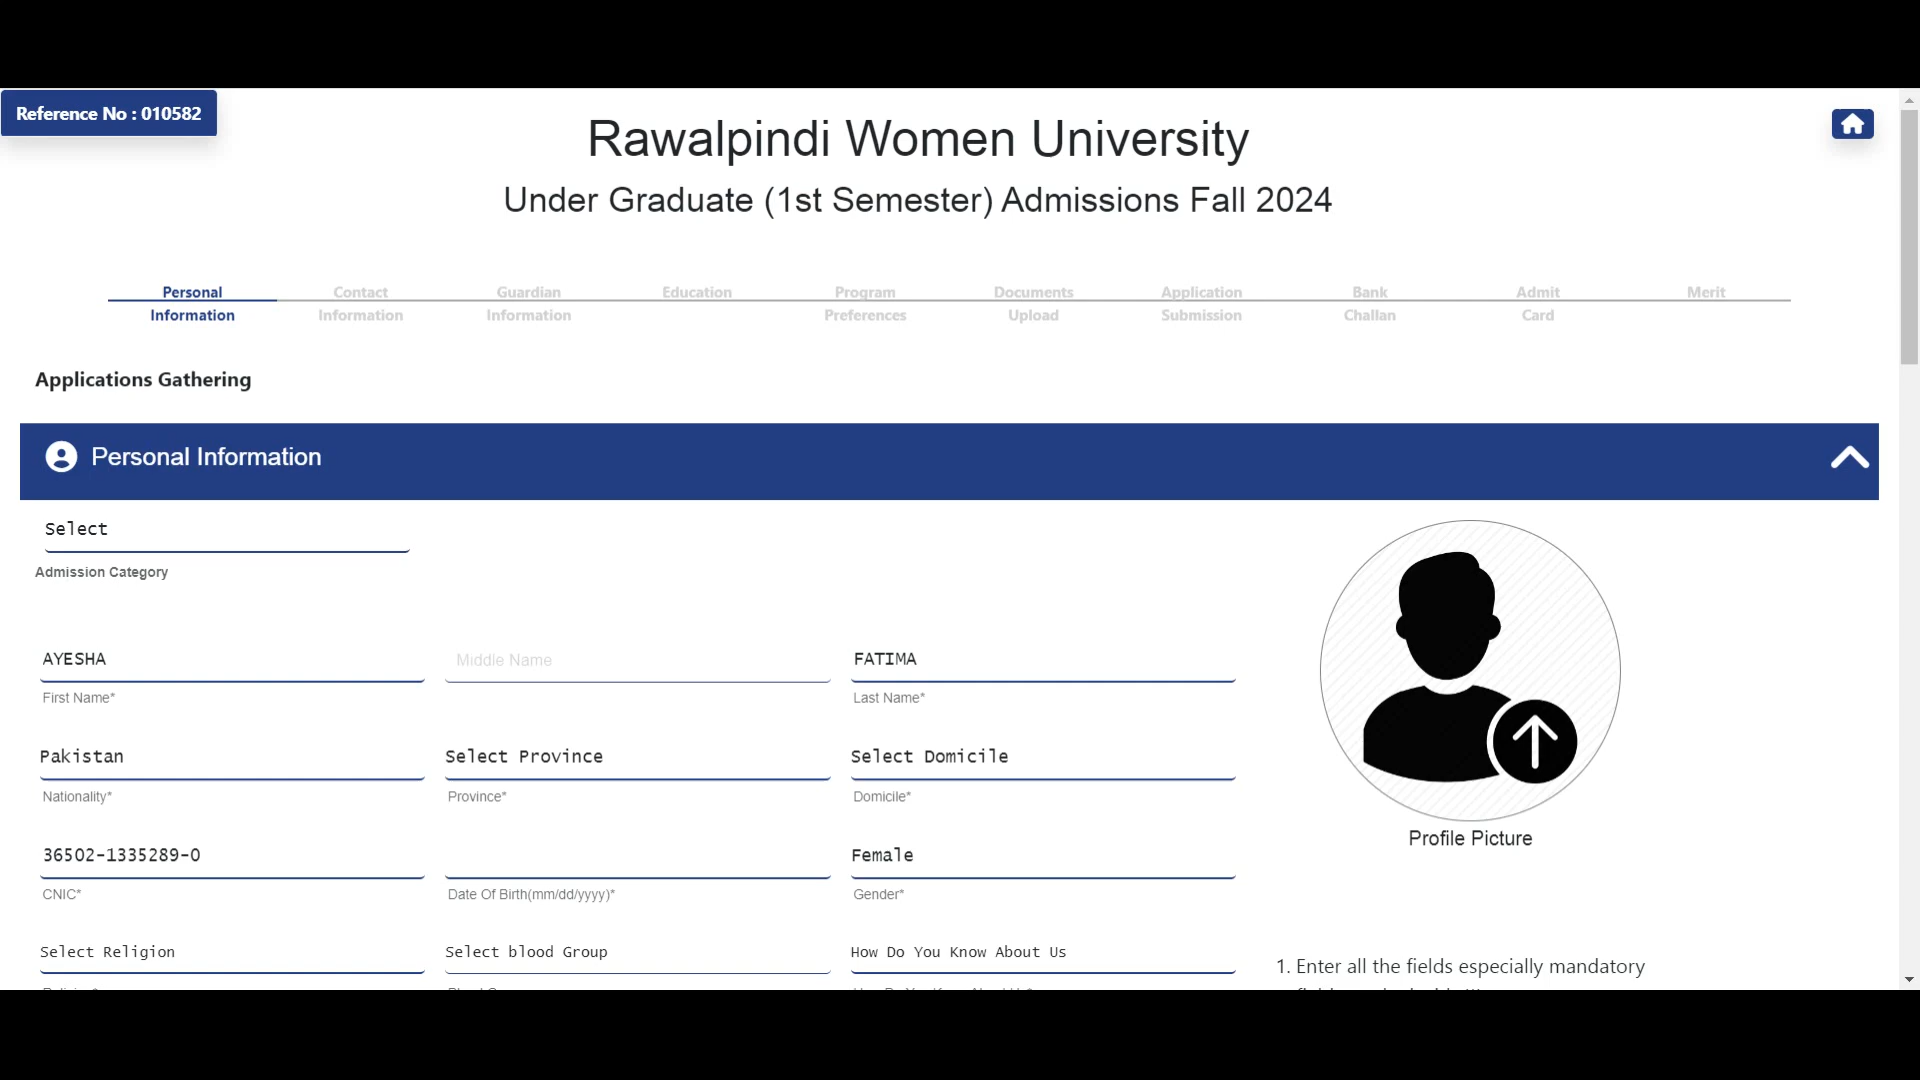 Reference No : 010582
Rawalpindi Women University
Under Graduate (1st Semester) Admissions Fall 2024
Personal Information
Contact Information
Guardian Information
Education
Program Preferences
Documents Upload
Application Submission
Bank Challan
Admit Card
Merit
Applications Gathering
Personal Information
Select
Admission Category
AYESHA
Middle Name
FATIMA
First Name*
Last Name*
Pakistan
Select Province
Select Domicile
Nationality*
Province*
Domicile*
Profile Picture
36502-1335289-0
Female
CNIC*
Date Of Birth(mm/dd/yyyy)*
Gender*
Select Religion
Select blood Group
How Do You Know About Us
1. Enter all the fields especially mandatory